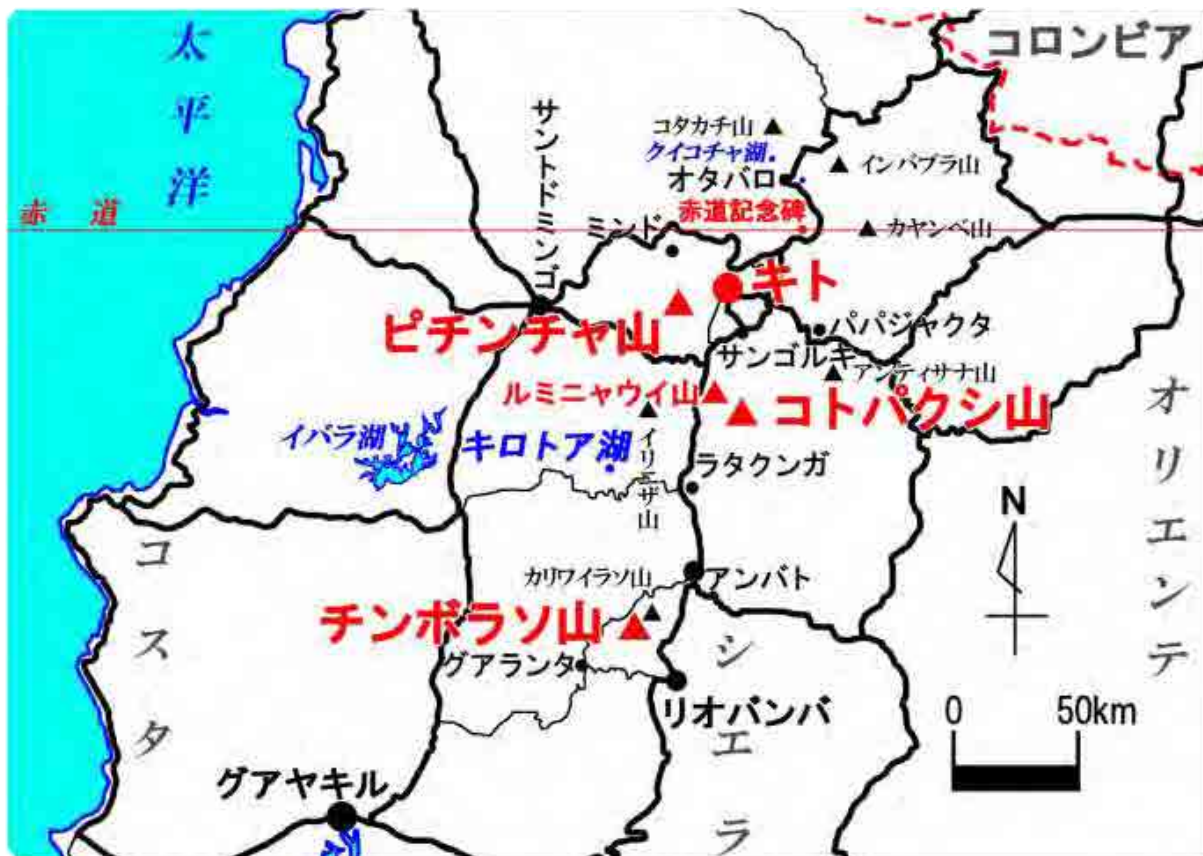 太平洋
コロンビア
サントドミンゴ
コタカチ山
クイコチャ湖
オタバロ
インバブラ山
赤道
赤道記念碑
ミンド
カヤンベ山
キト
ピチンチャ山
パパジャクタ
サンゴルキ
アンティサナ山
ルミニャウイ山
コトパクシ山
オリエンテ
イバラ湖
キロトア湖
イリニザ山
ラタクンガ
N
コスタ
カリワイラソ山
アンバト
チンボラソ山
グアランダ
シエラ
リオバンバ
0 50km
グアヤキル